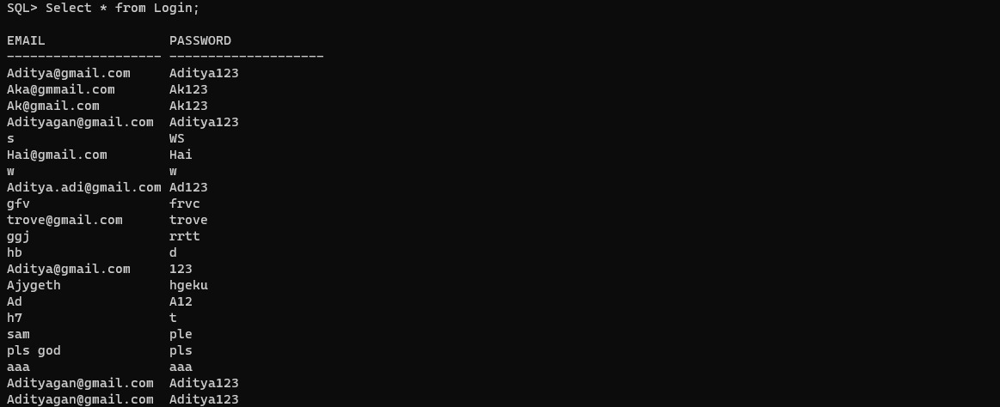 SQL> Select * from Login;
EMAIL PASSWORD
-------------------- --------------------
Aditya@gmail.com Aditya123
Aka@gmmail.com Ak123
Ak@gmail.com Ak123
Adityagan@gmail.com Aditya123
s WS
Hai@gmail.com Hai
w w
Aditya.adi@gmail.com Ad123
gfv frvc
trove@gmail.com trove
ggj rrtt
hb d
Aditya@gmail.com 123
Ajygeth hgeku
Ad A12
h7 t
sam ple
pls god pls
aaa aaa
Adityagan@gmail.com Aditya123
Adityagan@gmail.com Aditya123